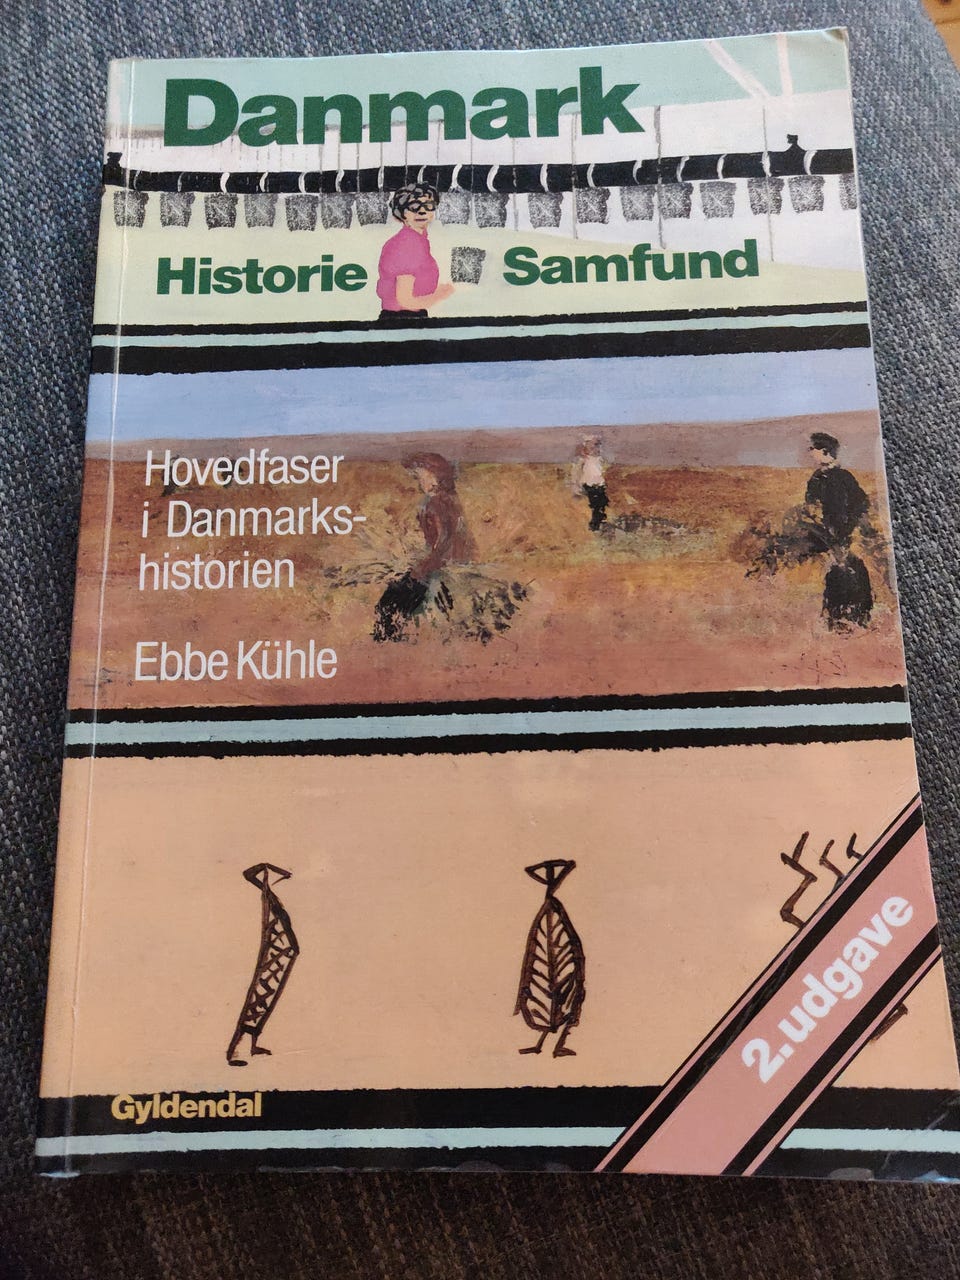 Danmark
Historie Samfund
Hovedfaser
i Danmarks-
historien
Ebbe Kühle
2. udgave
Gyldendal